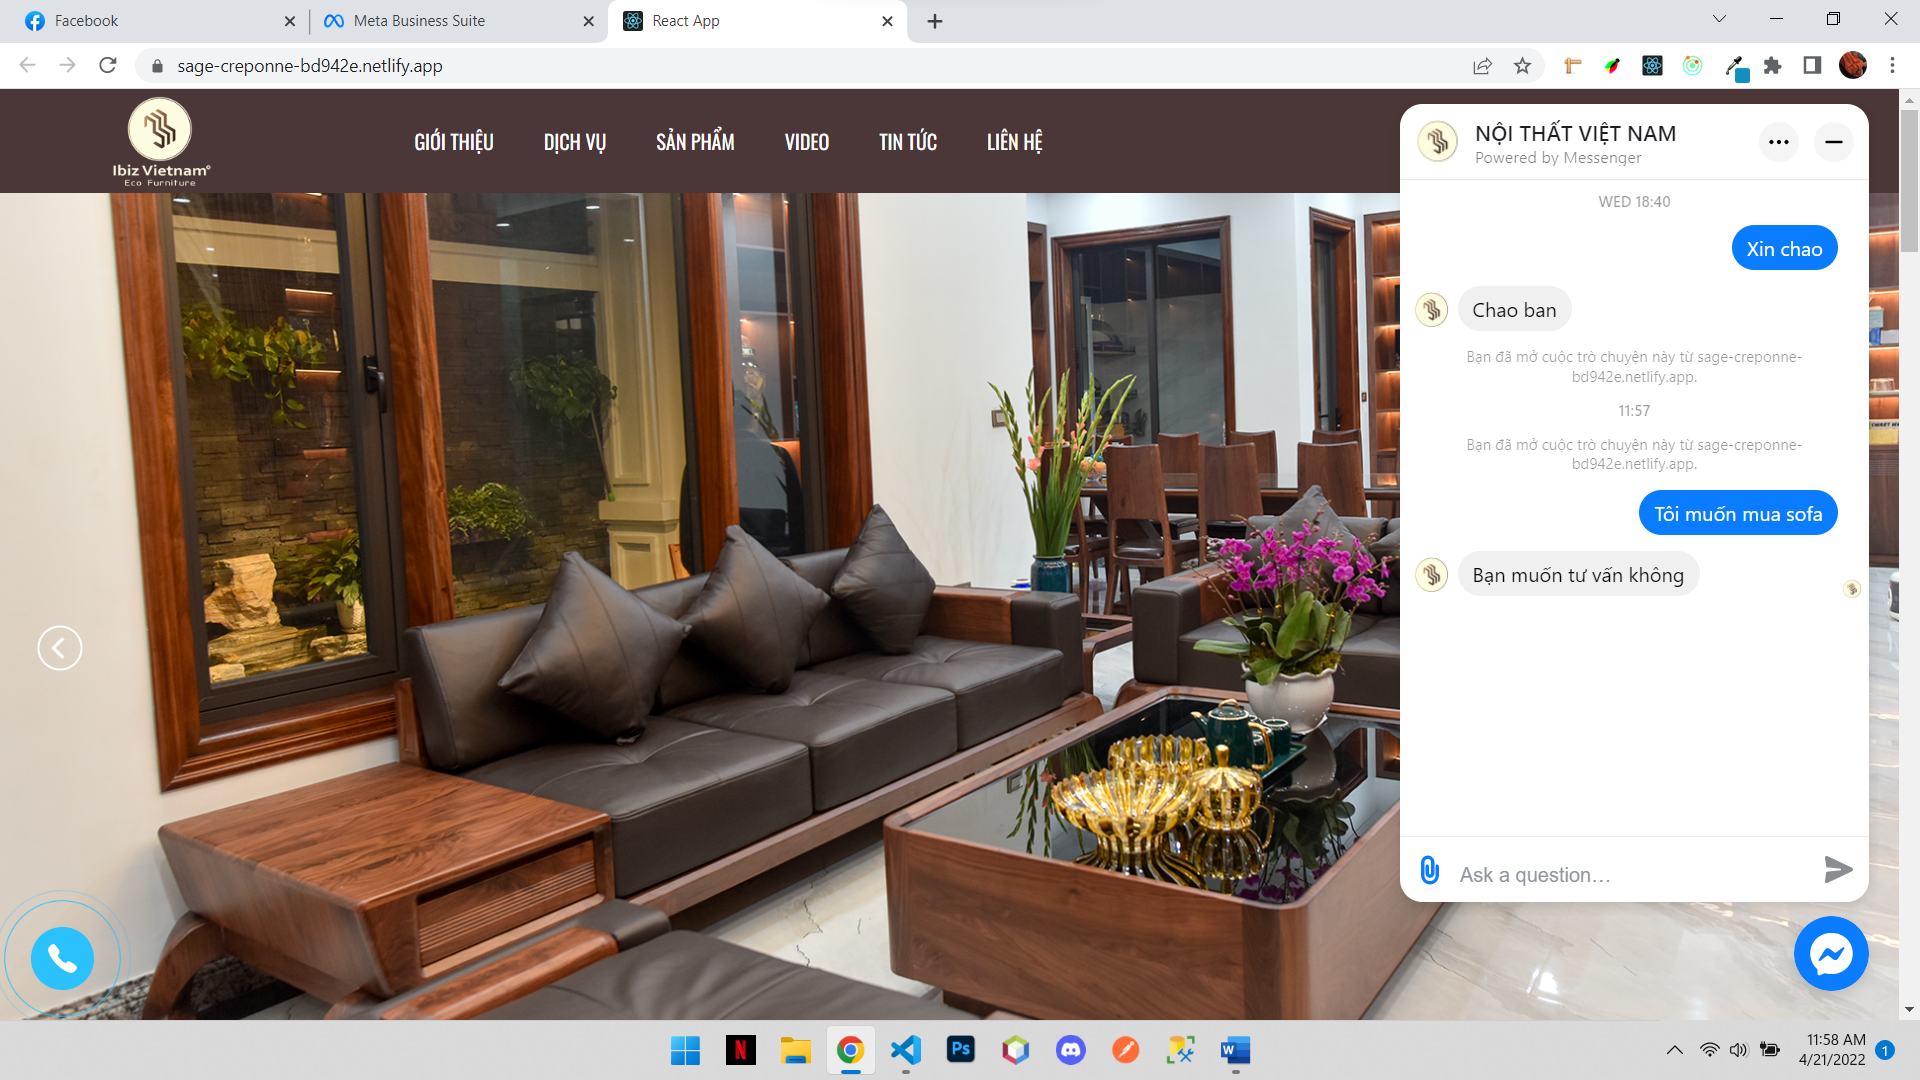 Facebook
Meta Business Suite
React App
sage-creponne-bd942e.netlify.app
Ibiz Vietnam®
Eco Furniture
GIỚI THIỆU
DỊCH VỤ
SẢN PHẨM
VIDEO
TIN TỨC
LIÊN HỆ
NỘI THẤT VIỆT NAM
Powered by Messenger
WED 18:40
Xin chao
Chao ban
Bạn đã mở cuộc trò chuyện này từ sage-creponne-
bd942e.netlify.app.
11:57
Bạn đã mở cuộc trò chuyện này từ sage-creponne-
bd942e.netlify.app.
Tôi muốn mua sofa
Bạn muốn tư vấn không
Ask a question...
N
Ps
W
11:58 AM
4/21/2022
1